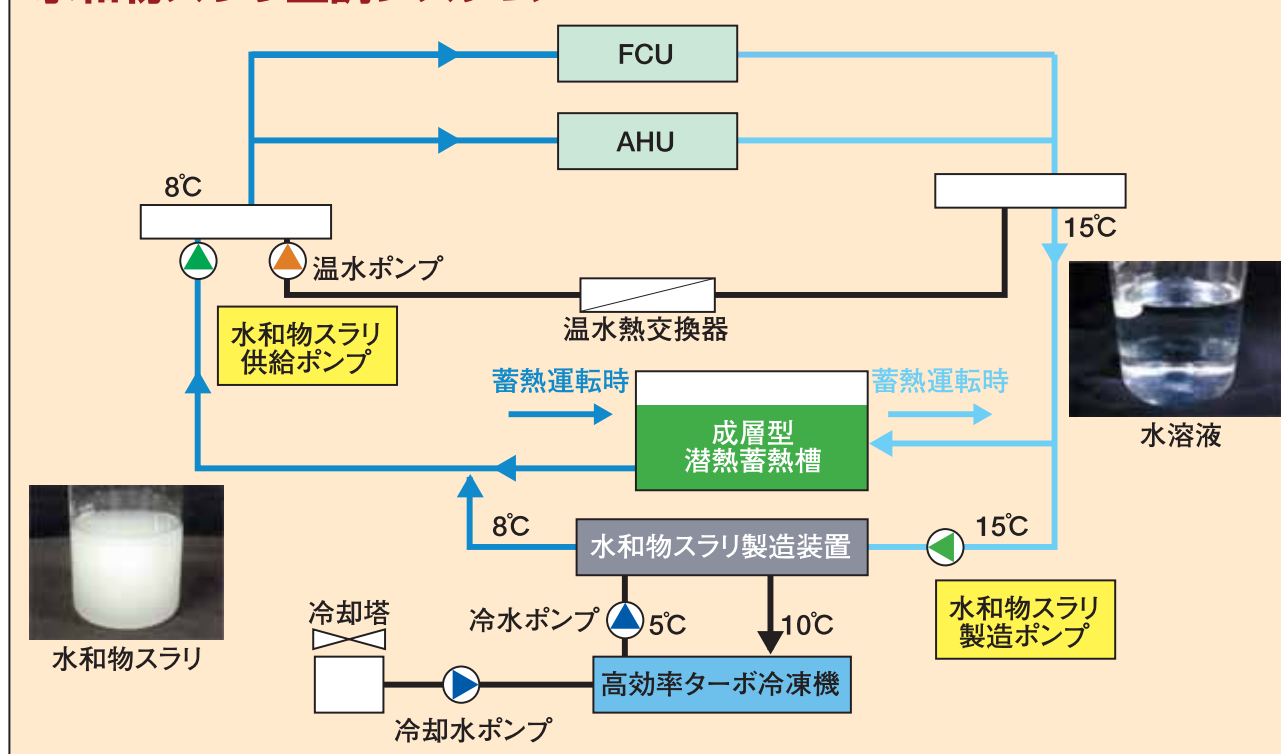 FCU
AHU
8℃
15℃
温水ポンプ
温水熱交換器
水和物スラリ
供給ポンプ
蓄熱運転時
蓄熱運転時
成層型
潜熱蓄熱槽
水溶液
8℃
水和物スラリ製造装置
15℃
水和物スラリ
製造ポンプ
水和物スラリ
冷却塔
冷水ポンプ
5℃
10℃
高効率ターボ冷凍機
冷却水ポンプ